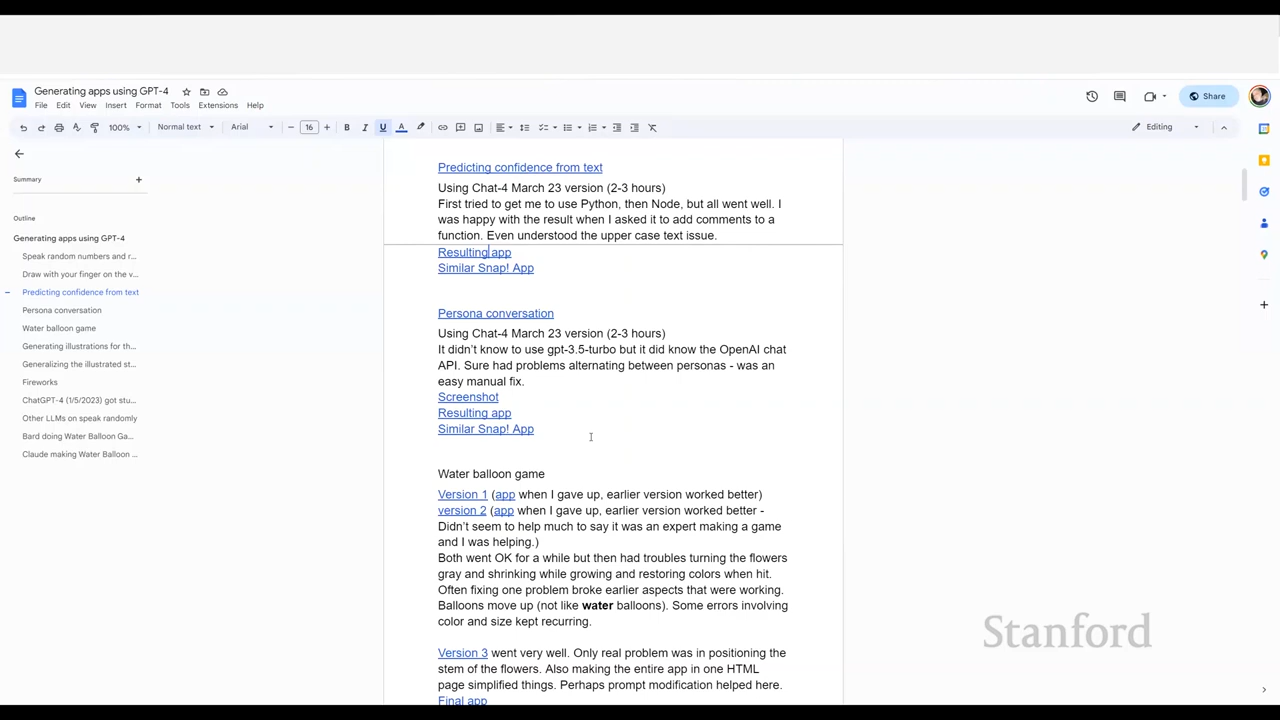 Generating apps using GPT-4
File Edit View Insert Format Tools Extensions Help
Share
100% Normal text Arial 16 B I U A Editing
Summary
Outline
Generating apps using GPT-4
Speak random numbers and r...
Draw with your finger on the v...
Predicting confidence from text
Persona conversation
Water balloon game
Generating illustrations for th...
Generalizing the illustrated st...
Fireworks
ChatGPT-4 (1/5/2023) got stu...
Other LLMs on speak randomly
Bard doing Water Balloon Ga...
Claude making Water Balloon ...
Predicting confidence from text
Using Chat-4 March 23 version (2-3 hours)
First tried to get me to use Python, then Node, but all went well. I
was happy with the result when I asked it to add comments to a
function. Even understood the upper case text issue.
Resulting app
Similar Snap! App
Persona conversation
Using Chat-4 March 23 version (2-3 hours)
It didn't know to use gpt-3.5-turbo but it did know the OpenAI chat
API. Sure had problems alternating between personas - was an
easy manual fix.
Screenshot
Resulting app
Similar Snap! App
Water balloon game
Version 1 (app when I gave up, earlier version worked better)
version 2 (app when I gave up, earlier version worked better -
Didn't seem to help much to say it was an expert making a game
and I was helping.)
Both went OK for a while but then had troubles turning the flowers
gray and shrinking while growing and restoring colors when hit.
Often fixing one problem broke earlier aspects that were working.
Balloons move up (not like water balloons). Some errors involving
color and size kept recurring.
Version 3 went very well. Only real problem was in positioning the
stem of the flowers. Also making the entire app in one HTML
page simplified things. Perhaps prompt modification helped here.
Final app
Stanford